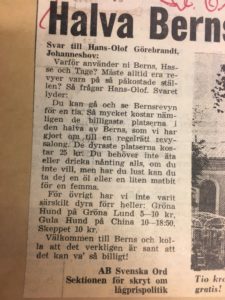 Halva Berns
Svar till Hans-Olof Görebrandt,
Johanneshov:
Varför använder ni Berns, Has-
se och Tage? Måste alltid era re-
vyer vara på så påkostade stäl-
len? Så frågar Hans-Olof. Svaret
lyder:
Du kan gå och se Bernsrevyn
för en tia. Så mycket kostar näm-
ligen de billigaste platserna i
den halva av Berns, som vi har
gjort om till en regelrätt revy-
salong. De dyraste platserna kos-
tar 25 kr. Du behöver inte äta
eller dricka nånting alls, om du
inte vill, men har du lust kan du
ta dej en öl eller en liten matbit
för en femma.
För övrigt har vi inte varit
särskilt dyra förr heller: Gröna
Hund på Gröna Lund 5—10 kr,
Gula Hund på China 10—18:50,
Skeppet 10 kr.
Välkommen till Berns och kol-
la att det verkligen är sant att
det kan va' så billigt!
AB Svenska Ord
Sektionen för skryt om
lågprispolitik
Tio kro
gratis!